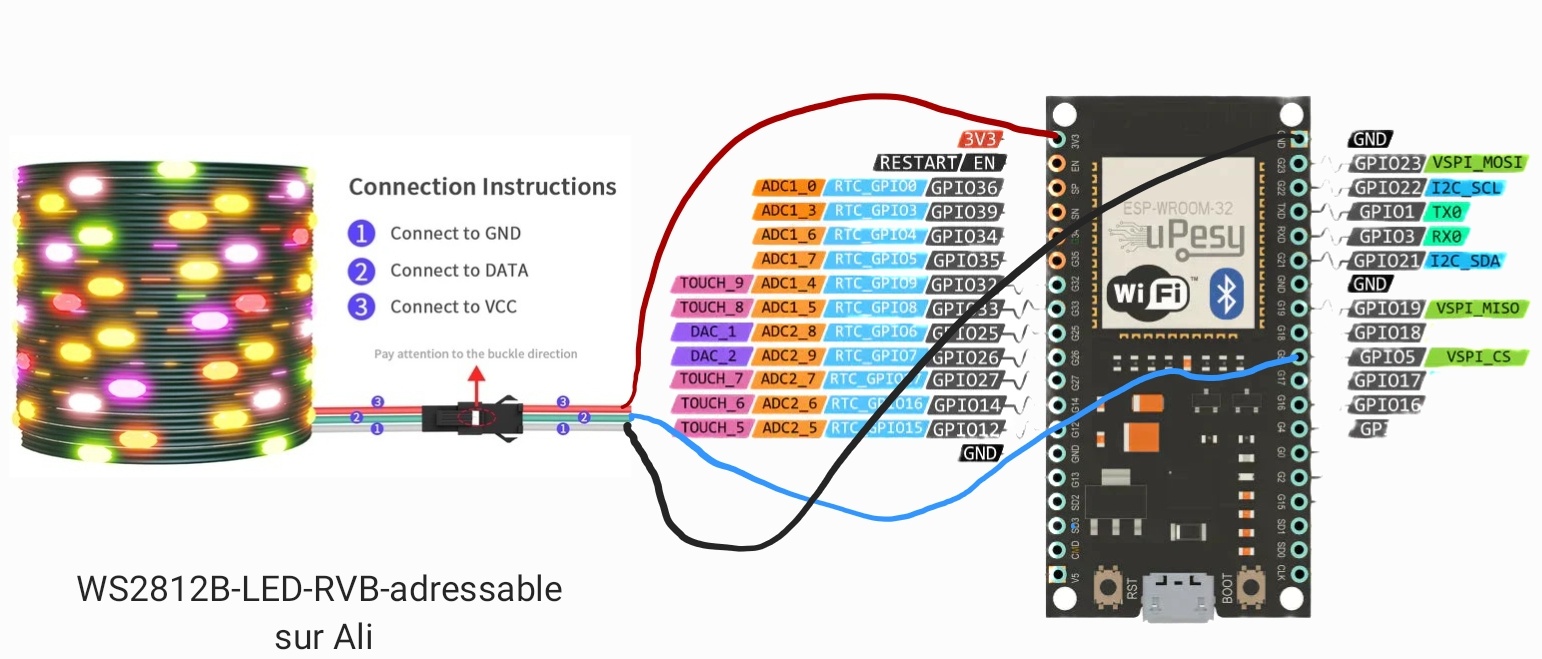 Connection Instructions
1 Connect to GND
2 Connect to DATA
3 Connect to VCC
Pay attention to the buckle direction
3 3
2 2
1 1
WS2812B-LED-RVB-adressable
sur Ali
3V3
RESTART EN
ADC1_0 RTC_GPIO0 GPIO36
ADC1_3 RTC_GPIO3 GPIO39
ADC1_6 RTC_GPIO4 GPIO34
ADC1_7 RTC_GPIO5 GPIO35
TOUCH_9 ADC1_4 RTC_GPIO9 GPIO32
TOUCH_8 ADC1_5 RTC_GPIO8 GPIO33
DAC_1 ADC2_8 RTC_GPIO6 GPIO25
DAC_2 ADC2_9 RTC_GPIO7 GPIO26
TOUCH_7 ADC2_7 GPIO27
TOUCH_6 ADC2_6 RTC_GPIO16 GPIO14
TOUCH_5 ADC2_5 RTC_GPIO15 GPIO12
GND
3V3
EN
SP
SN
G34
G35
G32
G33
G25
G26
G27
G14
G12
GND
G13
SD2
SD3
CMD
V5
ESP-WROOM-32
uPesy
WiFi™
RST
BOOT
GND
G23
G22
TXD
RXD
G21
GND
G19
G18
G17
G16
G4
G0
G2
G15
SD1
SD0
CLK
GND
GPIO23 VSPI_MOSI
GPIO22 I2C_SCL
GPIO1 TX0
GPIO3 RX0
GPIO21 I2C_SDA
GND
GPIO19 VSPI_MISO
GPIO18
GPIO5 VSPI_CS
GPIO17
GPIO16
GP